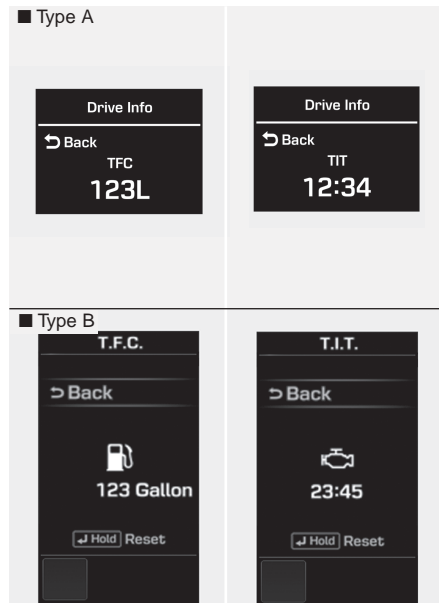 ■ Type A
Drive Info
Back
TFC
123L
Drive Info
Back
TIT
12:34
■ Type B
T.F.C.
Back
123 Gallon
Hold Reset
T.I.T.
Back
23:45
Hold Reset